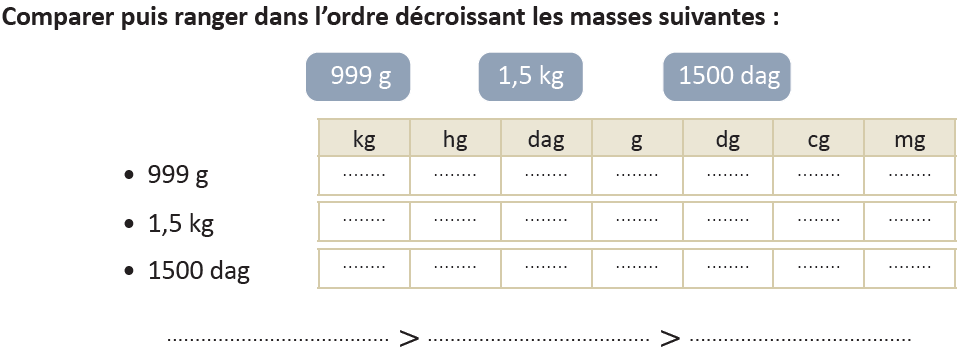 Comparer puis ranger dans l’ordre décroissant les masses suivantes :
999 g 1,5 kg 1500 dag
kg hg dag g dg cg mg
• 999 g ........ ........ ........ ........ ........ ........ ........
• 1,5 kg ........ ........ ........ ........ ........ ........ ........
• 1500 dag ........ ........ ........ ........ ........ ........ ........
....................................... > ....................................... > .......................................